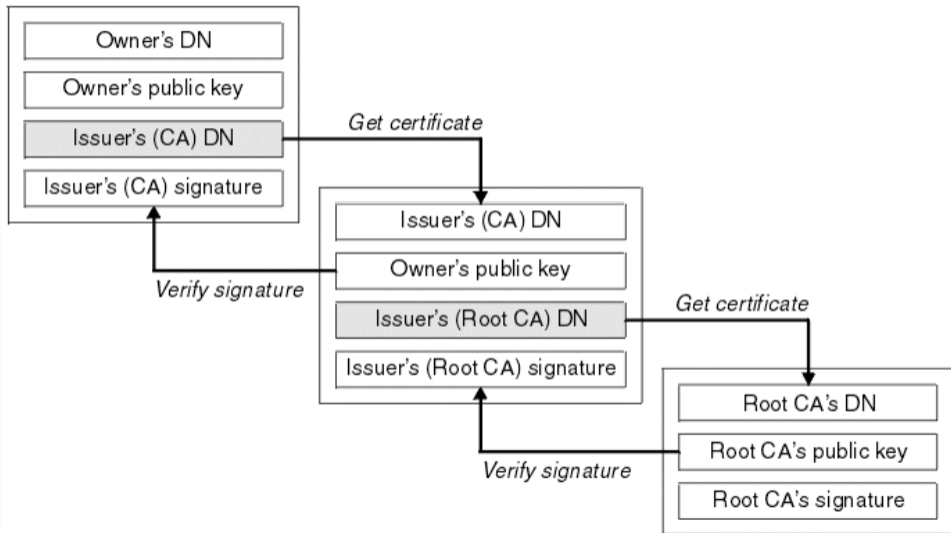 Owner's DN
Owner's public key
Issuer's (CA) DN
Issuer's (CA) signature
Get certificate
Verify signature
Issuer's (CA) DN
Owner's public key
Issuer's (Root CA) DN
Issuer's (Root CA) signature
Get certificate
Verify signature
Root CA's DN
Root CA's public key
Root CA's signature